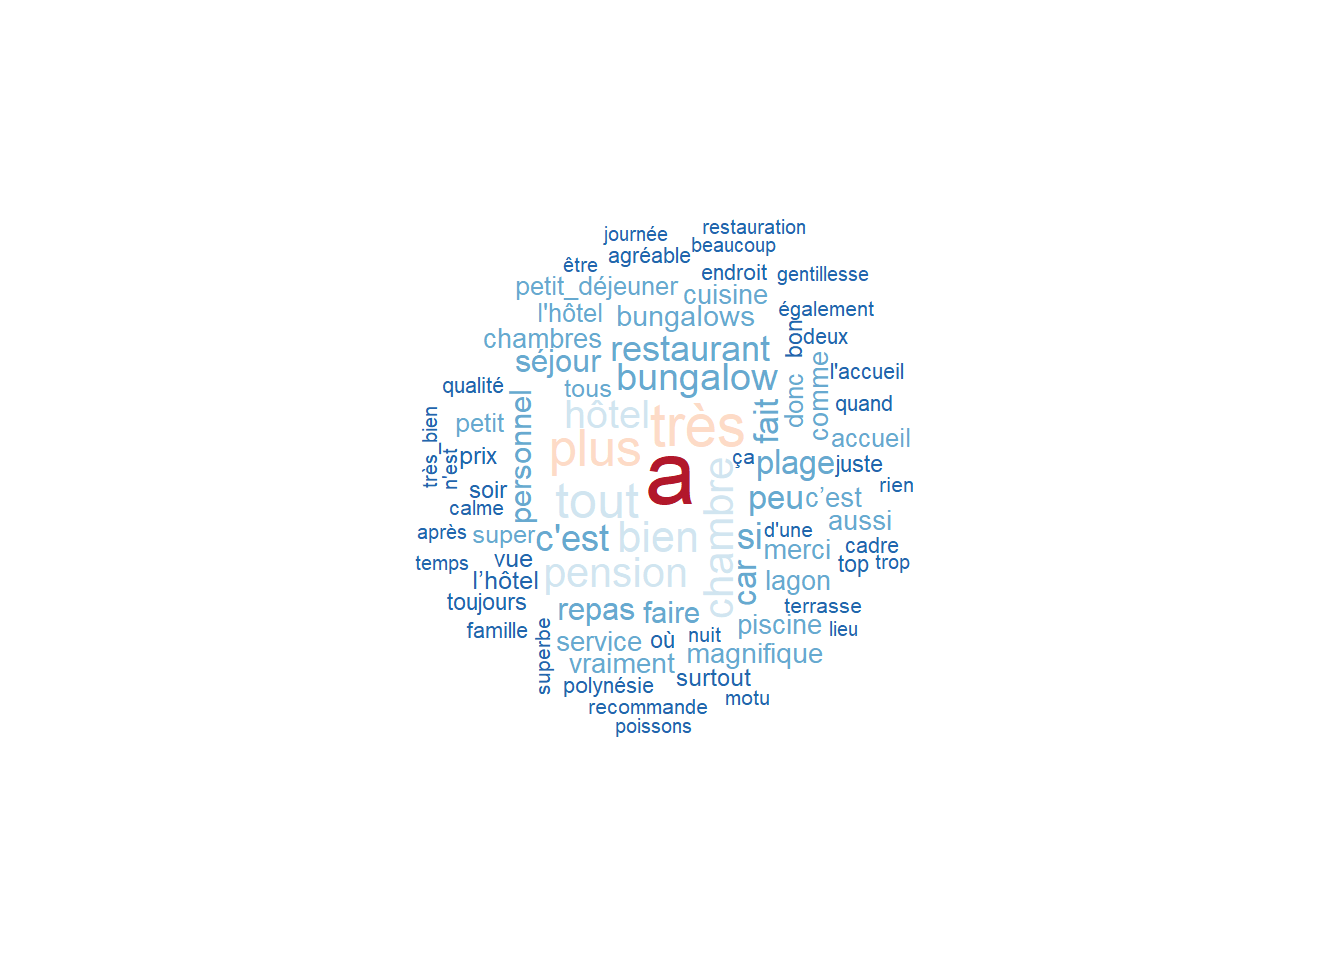 restauration
journée
beaucoup
agréable
être
endroit
gentillesse
petit_déjeuner
cuisine
l'hôtel
bungalows
également
bon
deux
chambres
restaurant
séjour
bungalow
l'accueil
qualité
tous
donc
comme
quand
hôtel
très
fait
petit
personnel
accueil
très_bien
n'est
plus
prix
ça
plage
juste
a
soir
rien
calme
tout
chambre
peu
c’est
aussi
après
super
c'est
bien
si
d'une
merci
cadre
temps
vue
top
trop
l’hôtel
pension
car
lagon
toujours
repas
faire
terrasse
famille
piscine
lieu
superbe
service
où
nuit
vraiment
magnifique
polynésie
surtout
motu
recommande
poissons